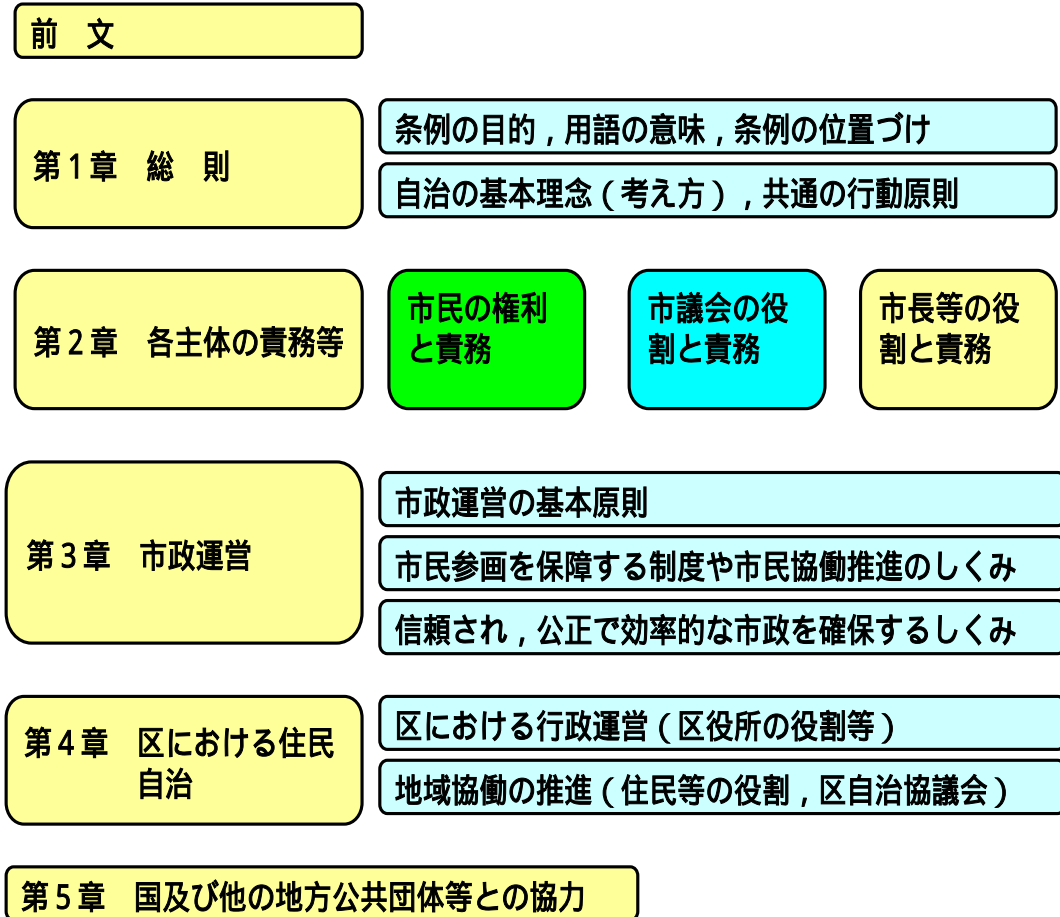 前　文
第１章　総　則
条例の目的，用語の意味，条例の位置づけ
自治の基本理念（考え方），共通の行動原則
第２章　各主体の責務等
市民の権利
と責務
市議会の役
割と責務
市長等の役
割と責務
第３章　市政運営
市政運営の基本原則
市民参画を保障する制度や市民協働推進のしくみ
信頼され，公正で効率的な市政を確保するしくみ
第４章　区における住民
自治
区における行政運営（区役所の役割等）
地域協働の推進（住民等の役割，区自治協議会）
第５章　国及び他の地方公共団体等との協力